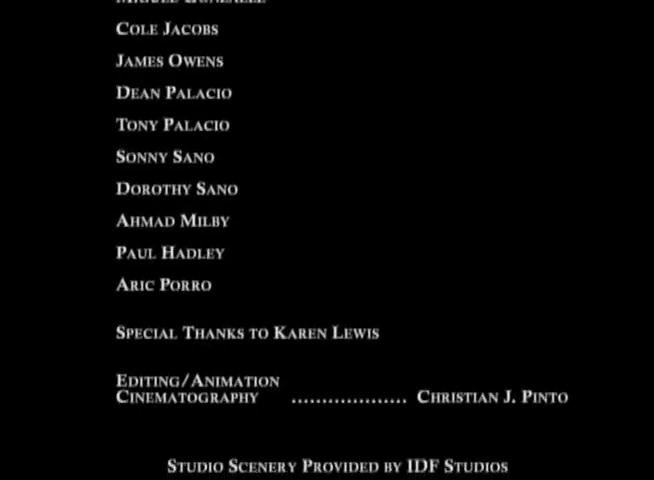 Cole Jacobs
James Owens
Dean Palacio
Tony Palacio
Sonny Sano
Dorothy Sano
Ahmad Milby
Paul Hadley
Aric Porro
Special Thanks to Karen Lewis
Editing/Animation
Cinematography ................... Christian J. Pinto
Studio Scenery Provided by IDF Studios